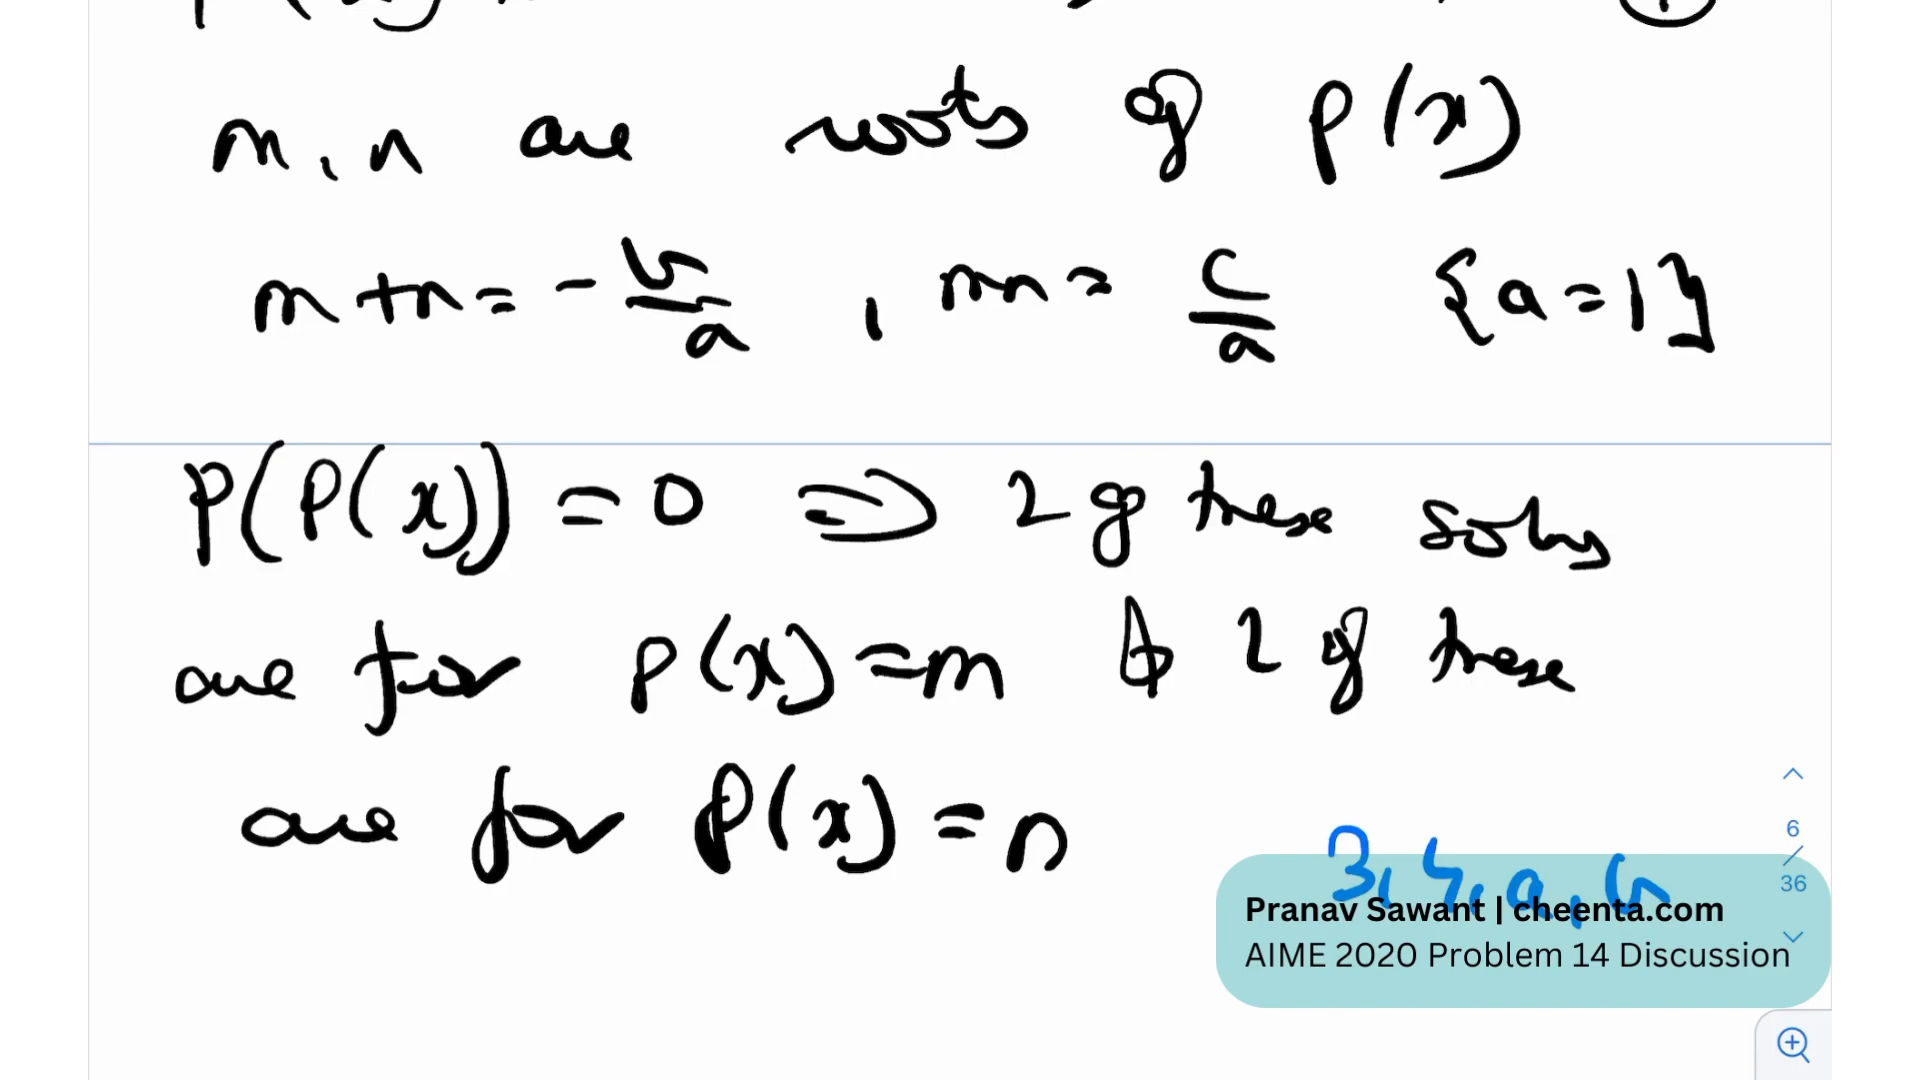 P(x)
m, n are roots of P(x)
m+n = -b/a , mn = c/a {a=1}
P(P(x)) = 0 ⇒ 2 of these solns
are for P(x) = m & 2 of these
are for P(x) = n
3, 4, a, b
6
/
36
Pranav Sawant | cheenta.com
AIME 2020 Problem 14 Discussion